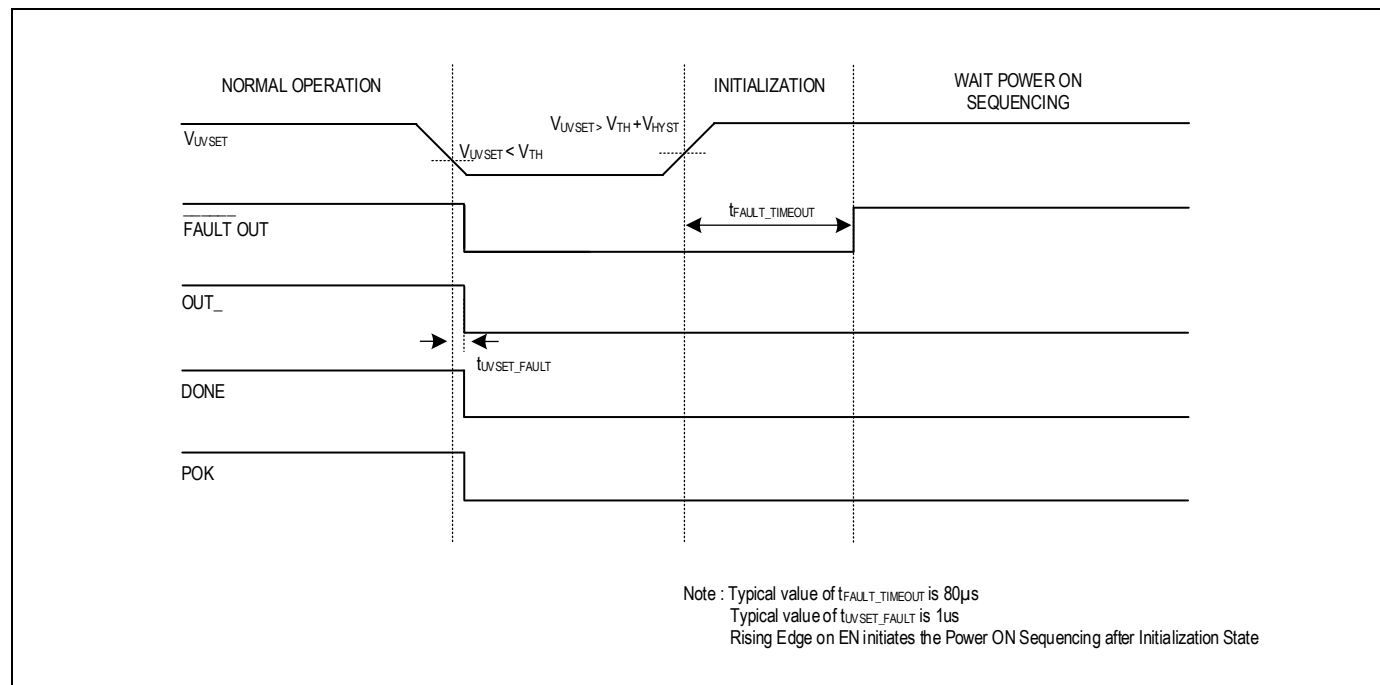 NORMAL OPERATION
INITIALIZATION
WAIT POWER ON
SEQUENCING
VUVSET
VUVSET < VTH
VUVSET > VTH +VHYST
FAULT OUT
tFAULT_TIMEOUT
OUT_
tUVSET_FAULT
DONE
POK
Note : Typical value of tFAULT_TIMEOUT is 80µs
Typical value of tUVSET_FAULT is 1us
Rising Edge on EN initiates the Power ON Sequencing after Initialization State